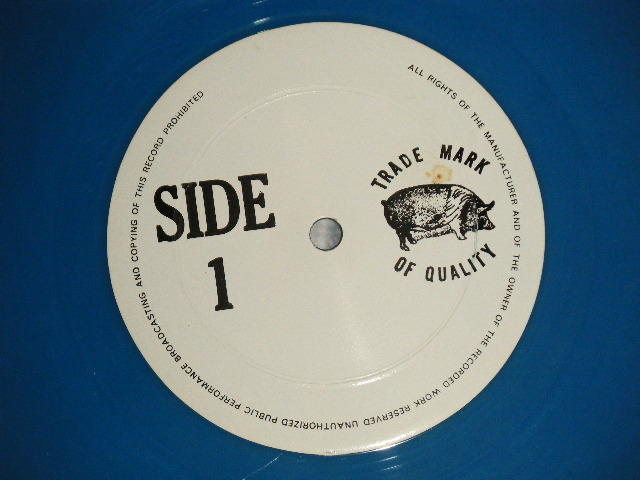 SIDE
1
TRADE MARK
OF QUALITY
ALL RIGHTS OF THE MANUFACTURER AND OF THE OWNER OF THE RECORDED WORK RESERVED UNAUTHORIZED PUBLIC PERFORMANCE BROADCASTING AND COPYING OF THIS RECORD PROHIBITED